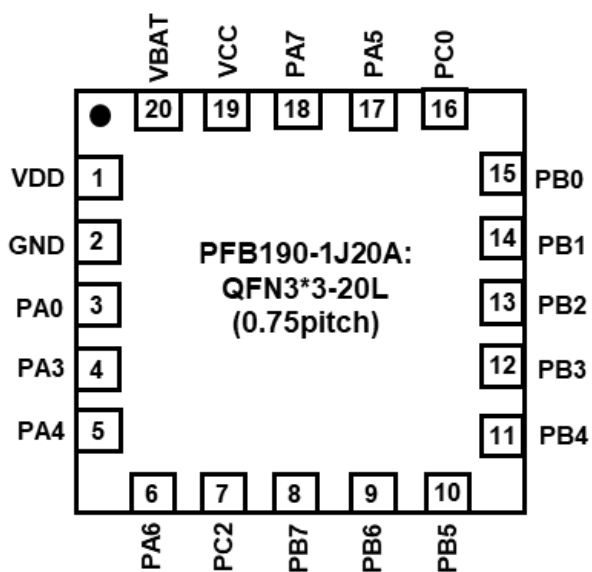 VBAT VCC PA7 PA5 PC0
20 19 18 17 16
VDD 1 15 PB0
GND 2 14 PB1
PFB190-1J20A:
QFN3*3-20L
(0.75pitch)
PA0 3 13 PB2
PA3 4 12 PB3
PA4 5 11 PB4
6 7 8 9 10
PA6 PC2 PB7 PB6 PB5